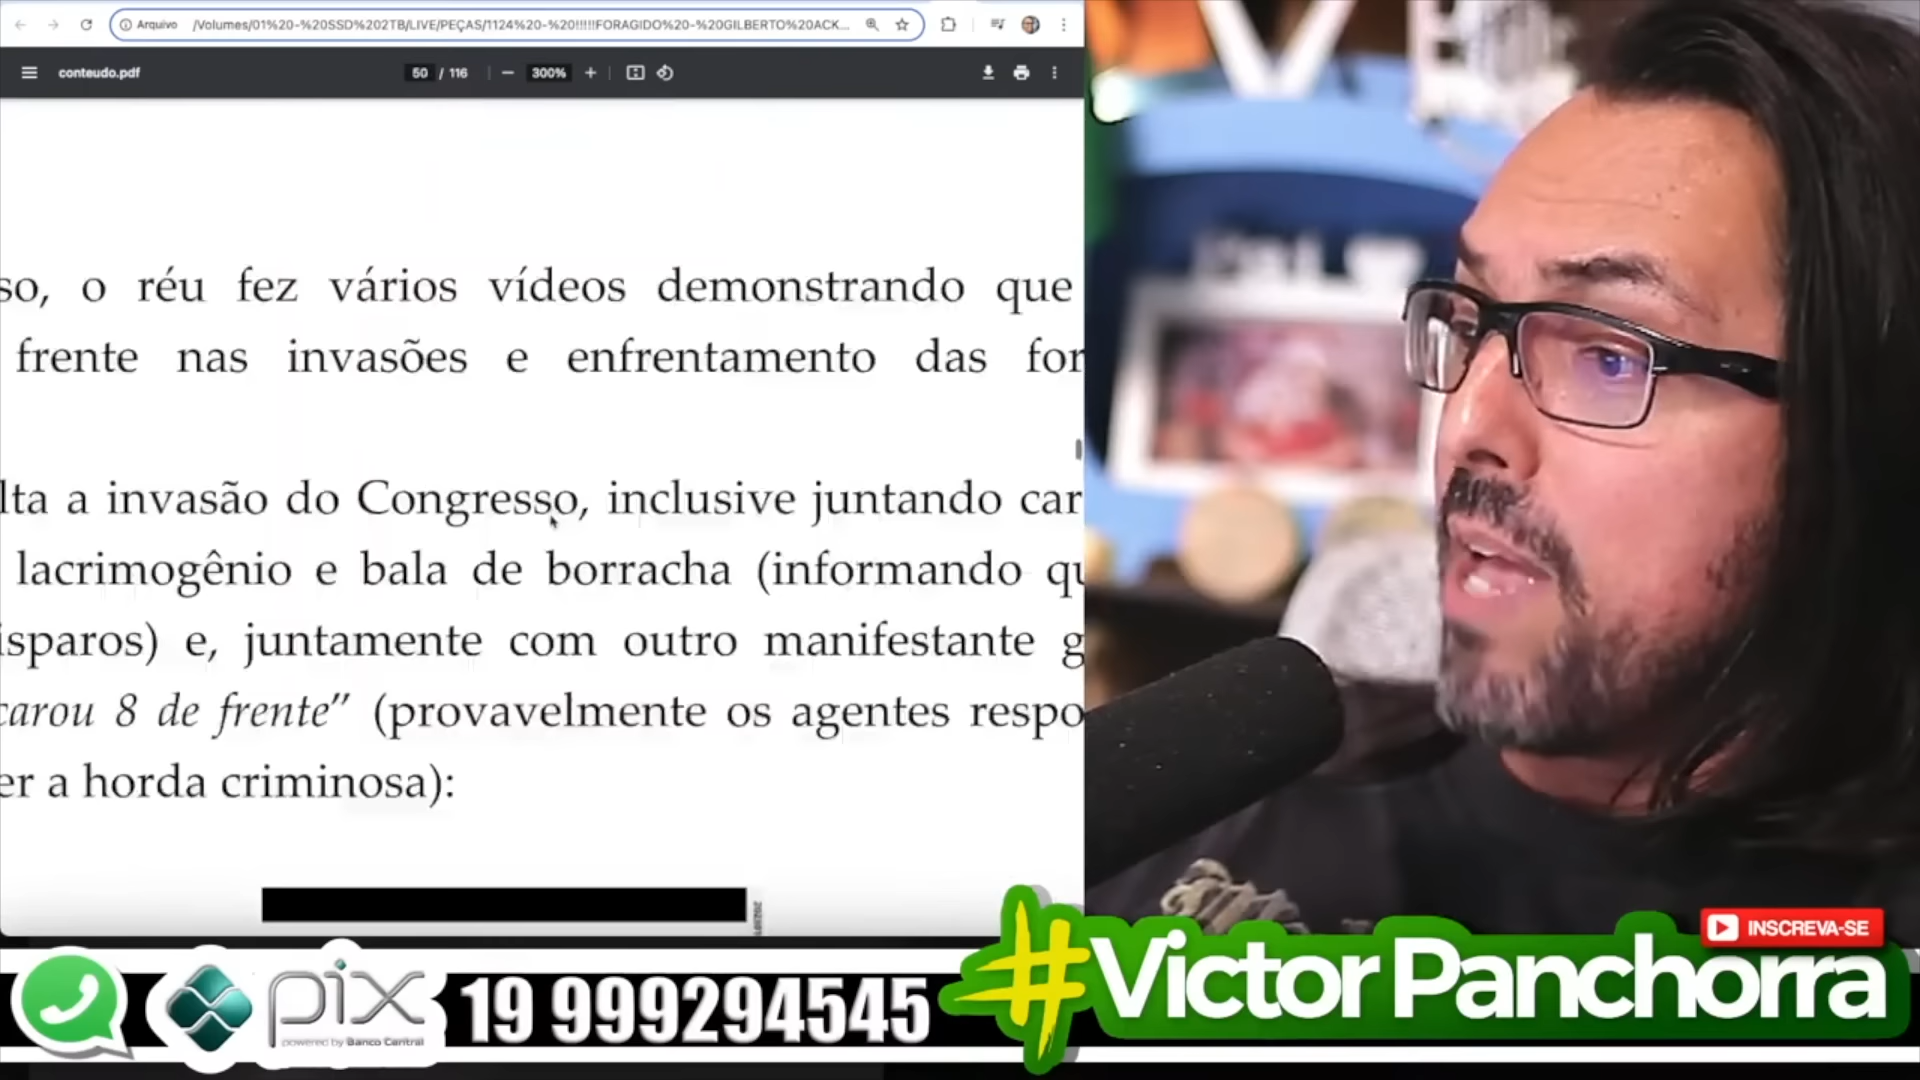 Arquivo /Volumes/01%20-%20SSD%202TB/LIVE/PEÇAS/1124%20-%20!!!!!FORAGIDO%20-%20GILBERTO%20ACK...
conteudo.pdf 50 / 116 300%
so, o réu fez vários vídeos demonstrando que
frente nas invasões e enfrentamento das for
lta a invasão do Congresso, inclusive juntando car
lacrimogênio e bala de borracha (informando qu
isparos) e, juntamente com outro manifestante g
carou 8 de frente” (provavelmente os agentes respo
er a horda criminosa):
INSCREVA-SE
pix
powered by Banco Central
19 999294545
#Victor Panchorra